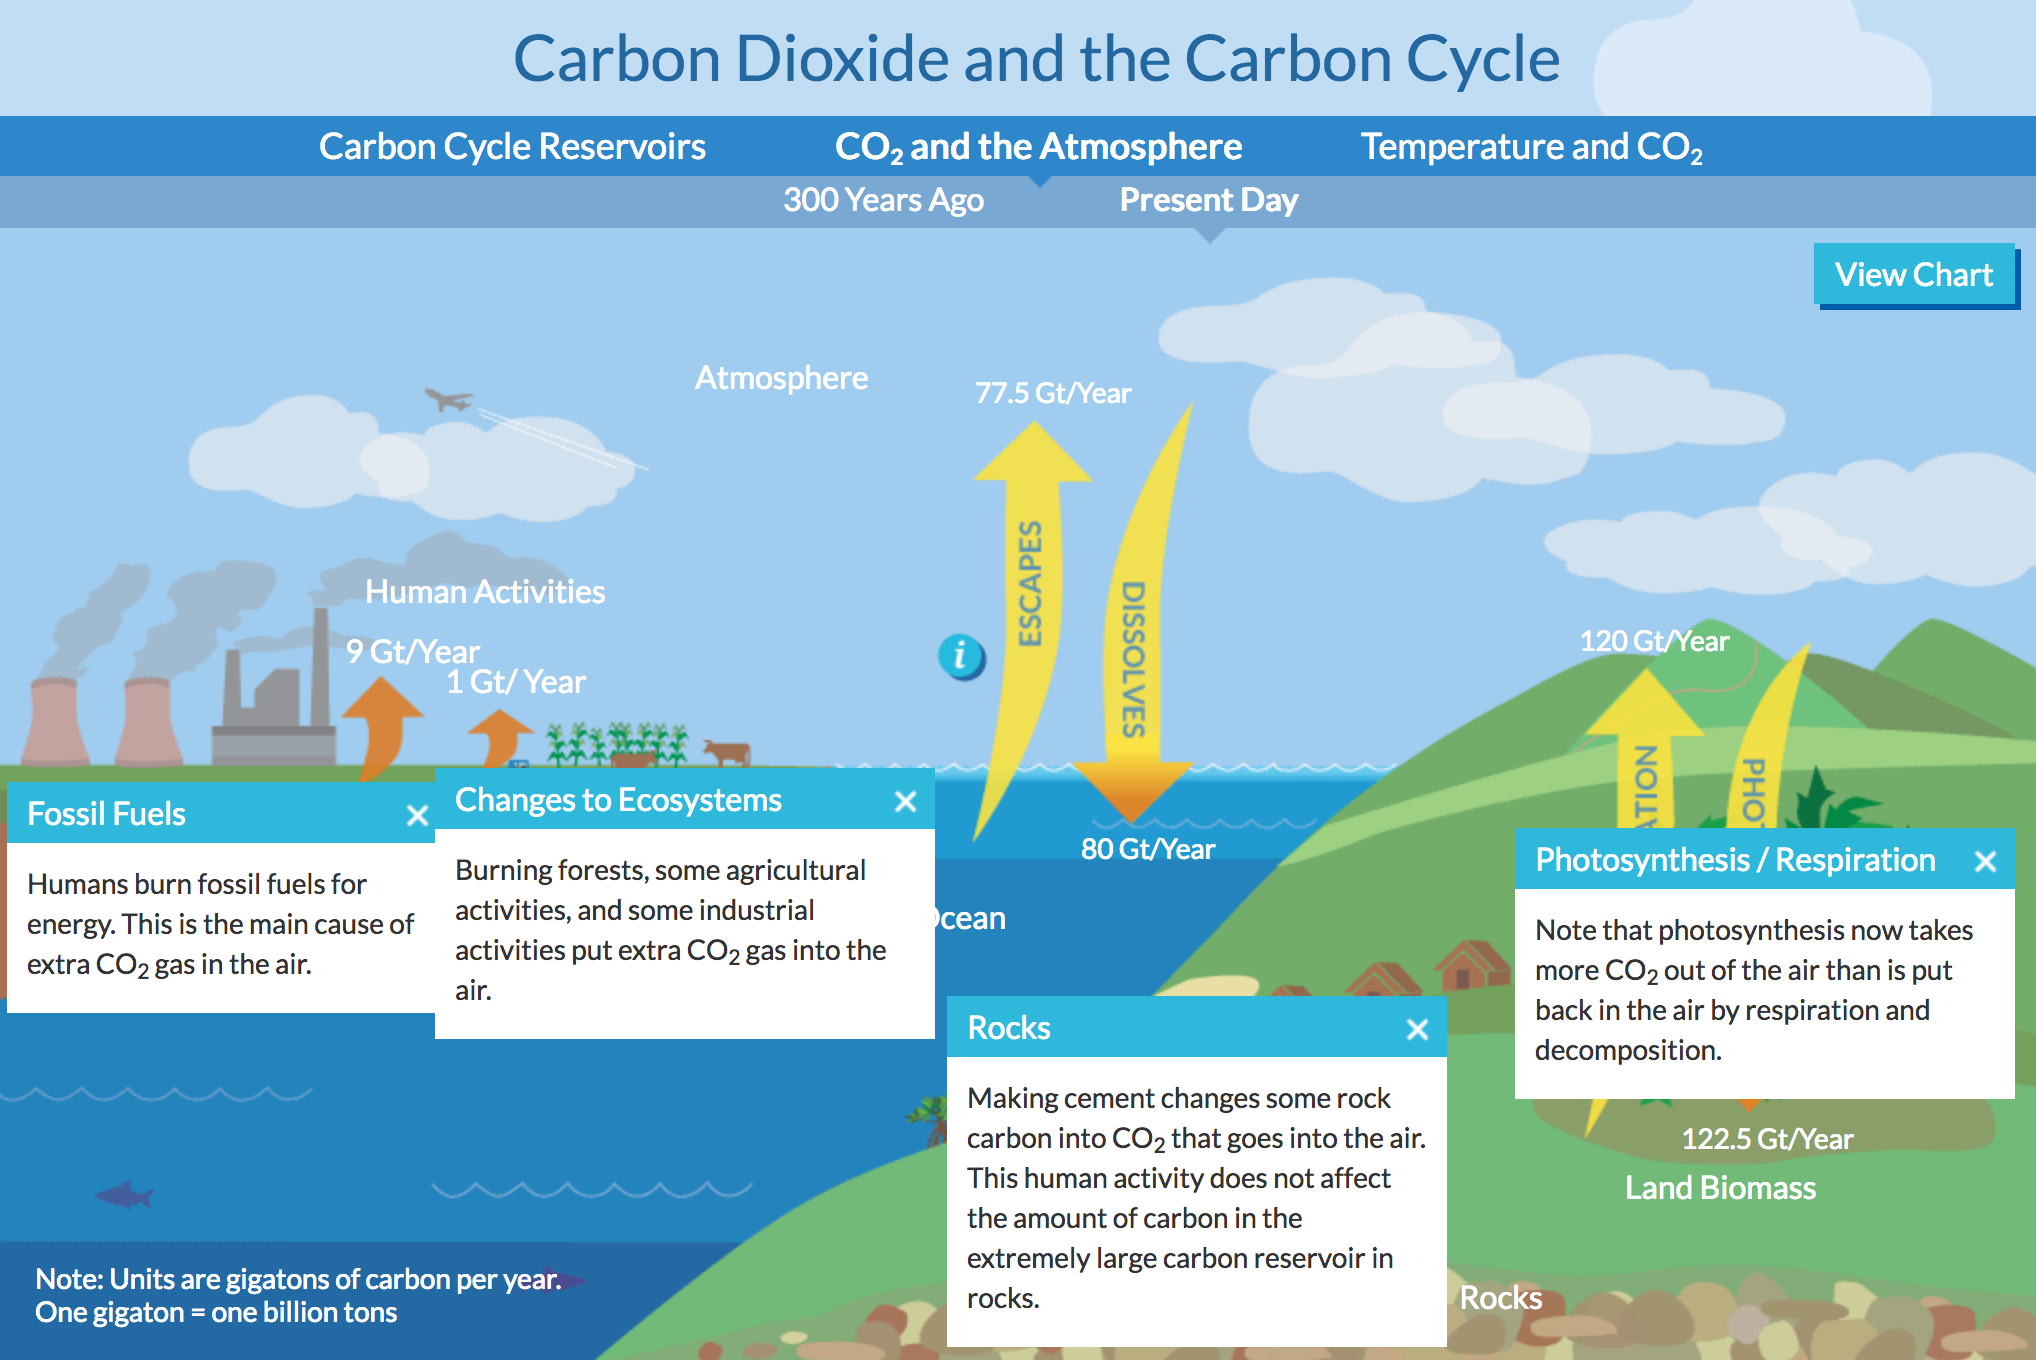 Carbon Dioxide and the Carbon Cycle
Carbon Cycle Reservoirs
CO₂ and the Atmosphere
Temperature and CO₂
300 Years Ago
Present Day
View Chart
Atmosphere
77.5 Gt/Year
ESCAPES
DISSOLVES
Human Activities
9 Gt/Year
1 Gt/ Year
i
120 Gt/Year
ATION
PHO
80 Gt/Year
Fossil Fuels
Humans burn fossil fuels for
energy. This is the main cause of
extra CO₂ gas in the air.
Changes to Ecosystems
Burning forests, some agricultural
activities, and some industrial
activities put extra CO₂ gas into the
air.
Ocean
Photosynthesis / Respiration
Note that photosynthesis now takes
more CO₂ out of the air than is put
back in the air by respiration and
decomposition.
Rocks
Making cement changes some rock
carbon into CO₂ that goes into the air.
This human activity does not affect
the amount of carbon in the
extremely large carbon reservoir in
rocks.
122.5 Gt/Year
Land Biomass
Rocks
Note: Units are gigatons of carbon per year.
One gigaton = one billion tons